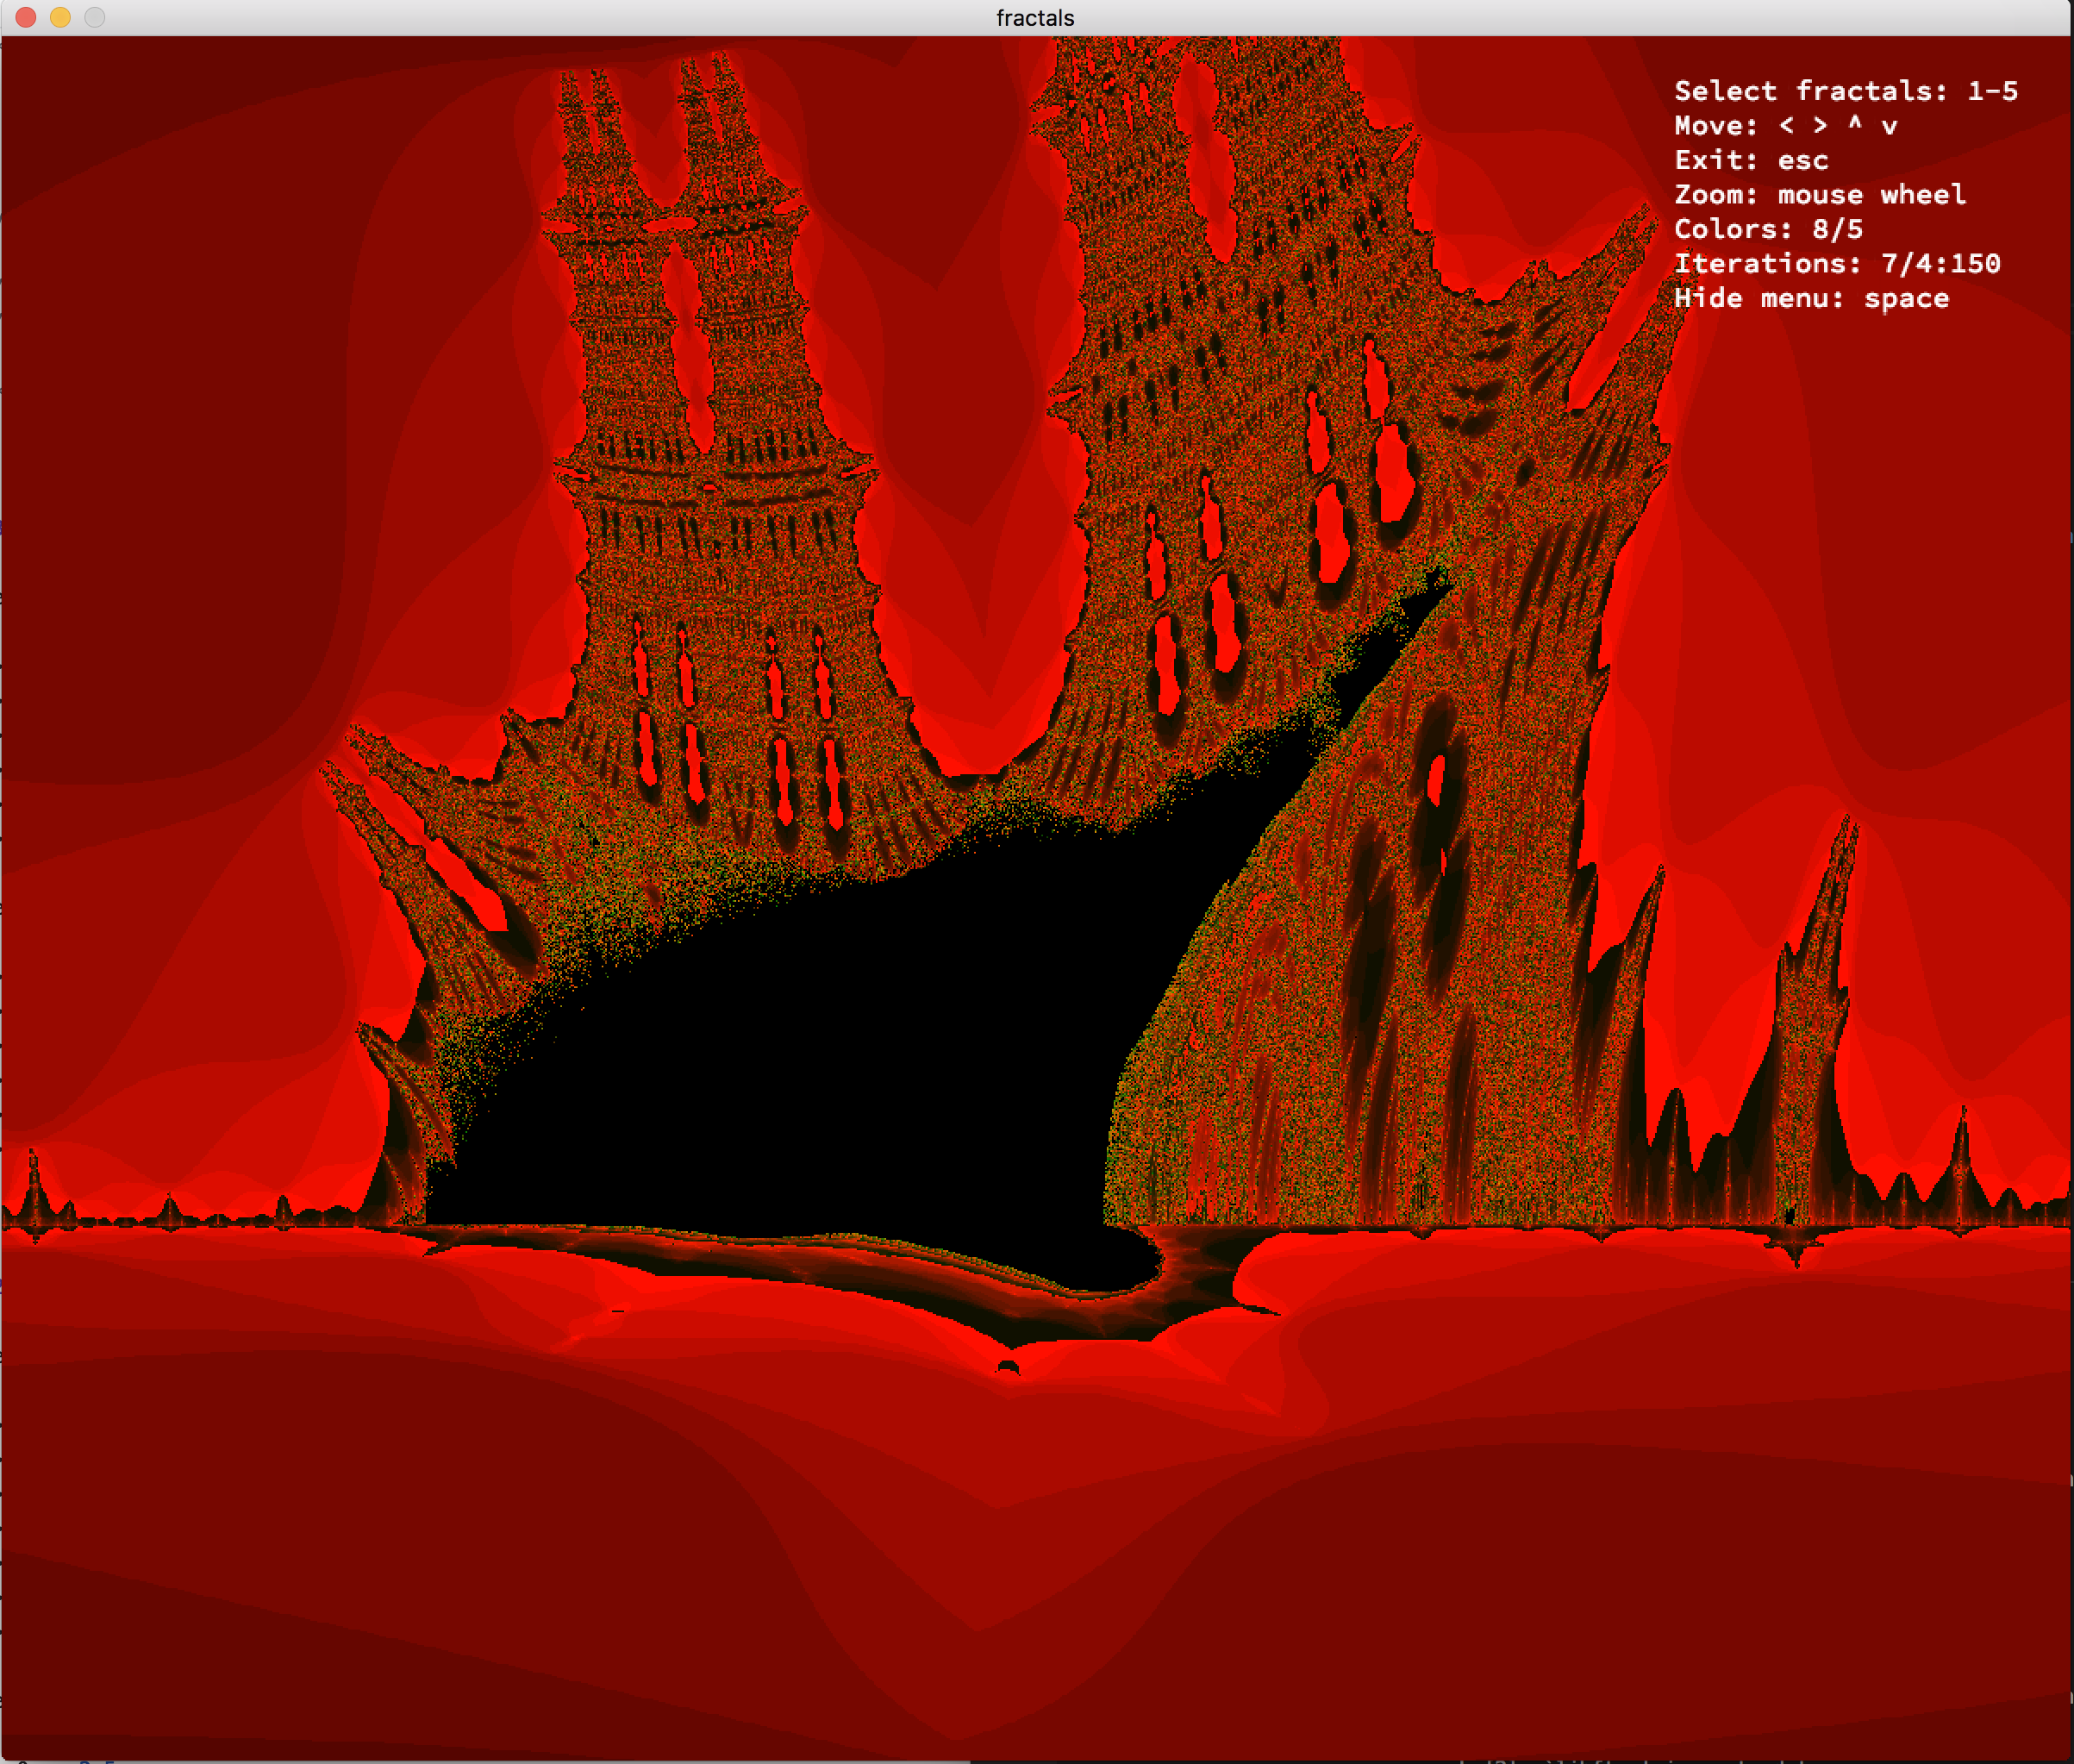 fractals
Select fractals: 1-5
Move: < > ^ v
Exit: esc
Zoom: mouse wheel
Colors: 8/5
Iterations: 7/4:150
Hide menu: space